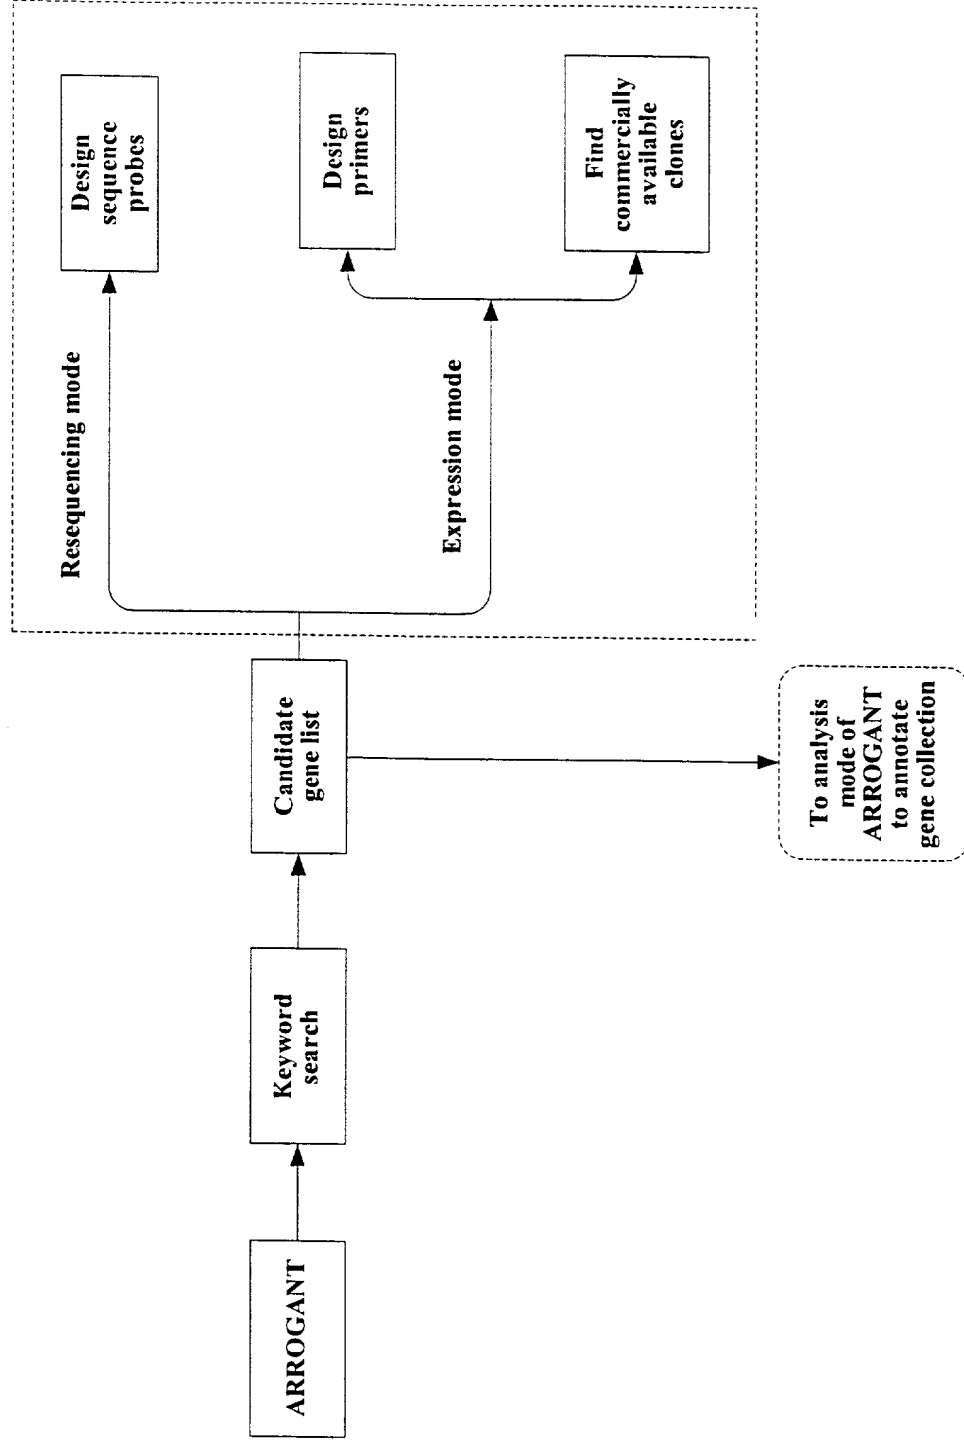 ARROGANT
Keyword
search
Candidate
gene list
Resequencing mode
Design
sequence
probes
Expression mode
Design
primers
Find
commercially
available
clones
To analysis
mode of
ARROGANT
to annotate
gene collection